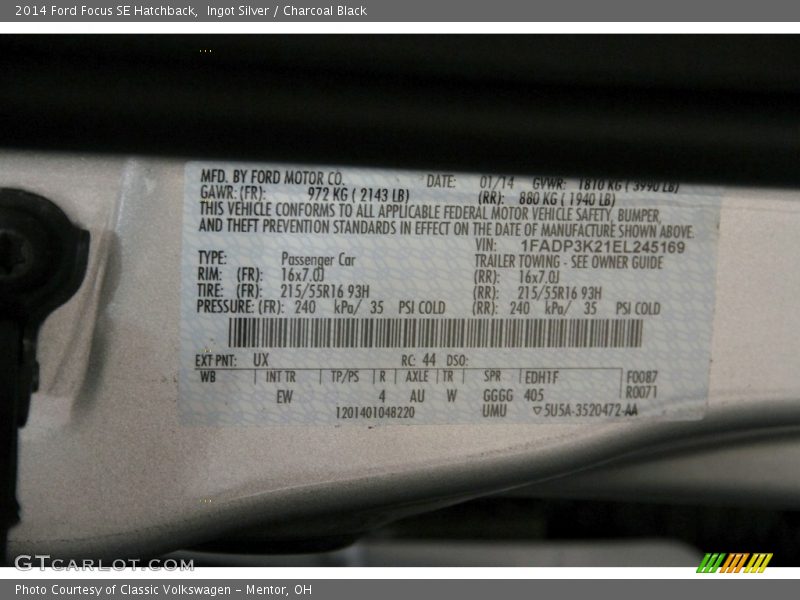 2014 Ford Focus SE Hatchback,  Ingot Silver / Charcoal Black
MFD. BY FORD MOTOR CO. DATE: 01/14 GVWR: 1810 KG ( 3990 LB)
GAWR: (FR): 972 KG ( 2143 LB) (RR): 880 KG ( 1940 LB)
THIS VEHICLE CONFORMS TO ALL APPLICABLE FEDERAL MOTOR VEHICLE SAFETY, BUMPER,
AND THEFT PREVENTION STANDARDS IN EFFECT ON THE DATE OF MANUFACTURE SHOWN ABOVE.
VIN: 1FADP3K21EL245169
TYPE: Passenger Car TRAILER TOWING - SEE OWNER GUIDE
RIM: (FR): 16x7.0J (RR): 16x7.0J
TIRE: (FR): 215/55R16 93H (RR): 215/55R16 93H
PRESSURE: (FR): 240 kPa/ 35 PSI COLD (RR): 240 kPa/ 35 PSI COLD
EXT PNT: UX RC: 44 DSO:
WB INT TR TP/PS R AXLE TR SPR EDH1F F0087
EW 4 AU W GGGG 405 R0071
1201401048220 UMU ▽5U5A-3520472-AA
GTCARLOT.COM
Photo Courtesy of Classic Volkswagen - Mentor, OH